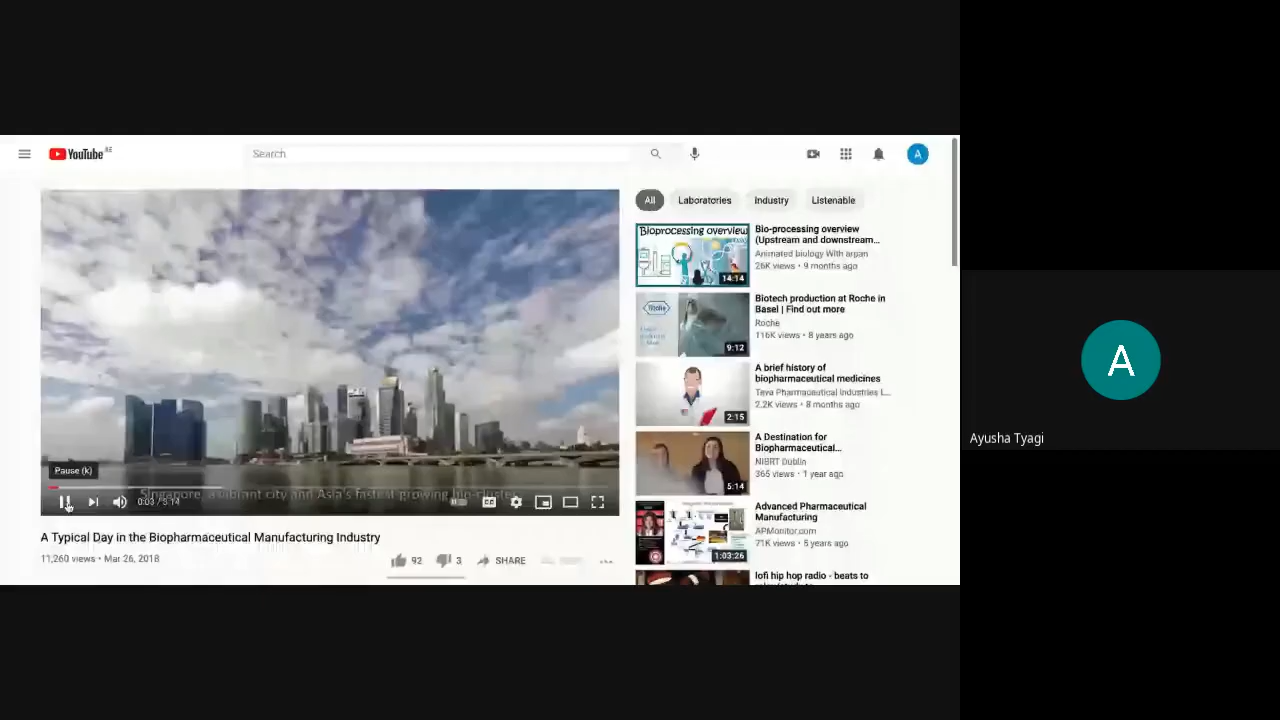 YouTube AE
Search
A
Pause (k)
Singapore, a vibrant city and Asia's fastest-growing bio-cluster
0:03 / 3:14
A Typical Day in the Biopharmaceutical Manufacturing Industry
11,260 views • Mar 26, 2018
92
3
SHARE
All
Laboratories
Industry
Listenable
Bioprocessing overview
14:14
Bio-processing overview
(Upstream and downstream...
Animated biology With arpan
26K views • 9 months ago
Roche
9:12
Biotech production at Roche in
Basel | Find out more
Roche
116K views • 8 years ago
2:15
A brief history of
biopharmaceutical medicines
Teva Pharmaceutical Industries L...
2.2K views • 8 months ago
5:14
A Destination for
Biopharmaceutical...
NIBRT Dublin
365 views • 1 year ago
1:03:26
Advanced Pharmaceutical
Manufacturing
APMonitor.com
71K views • 5 years ago
lofi hip hop radio - beats to
A
Ayusha Tyagi